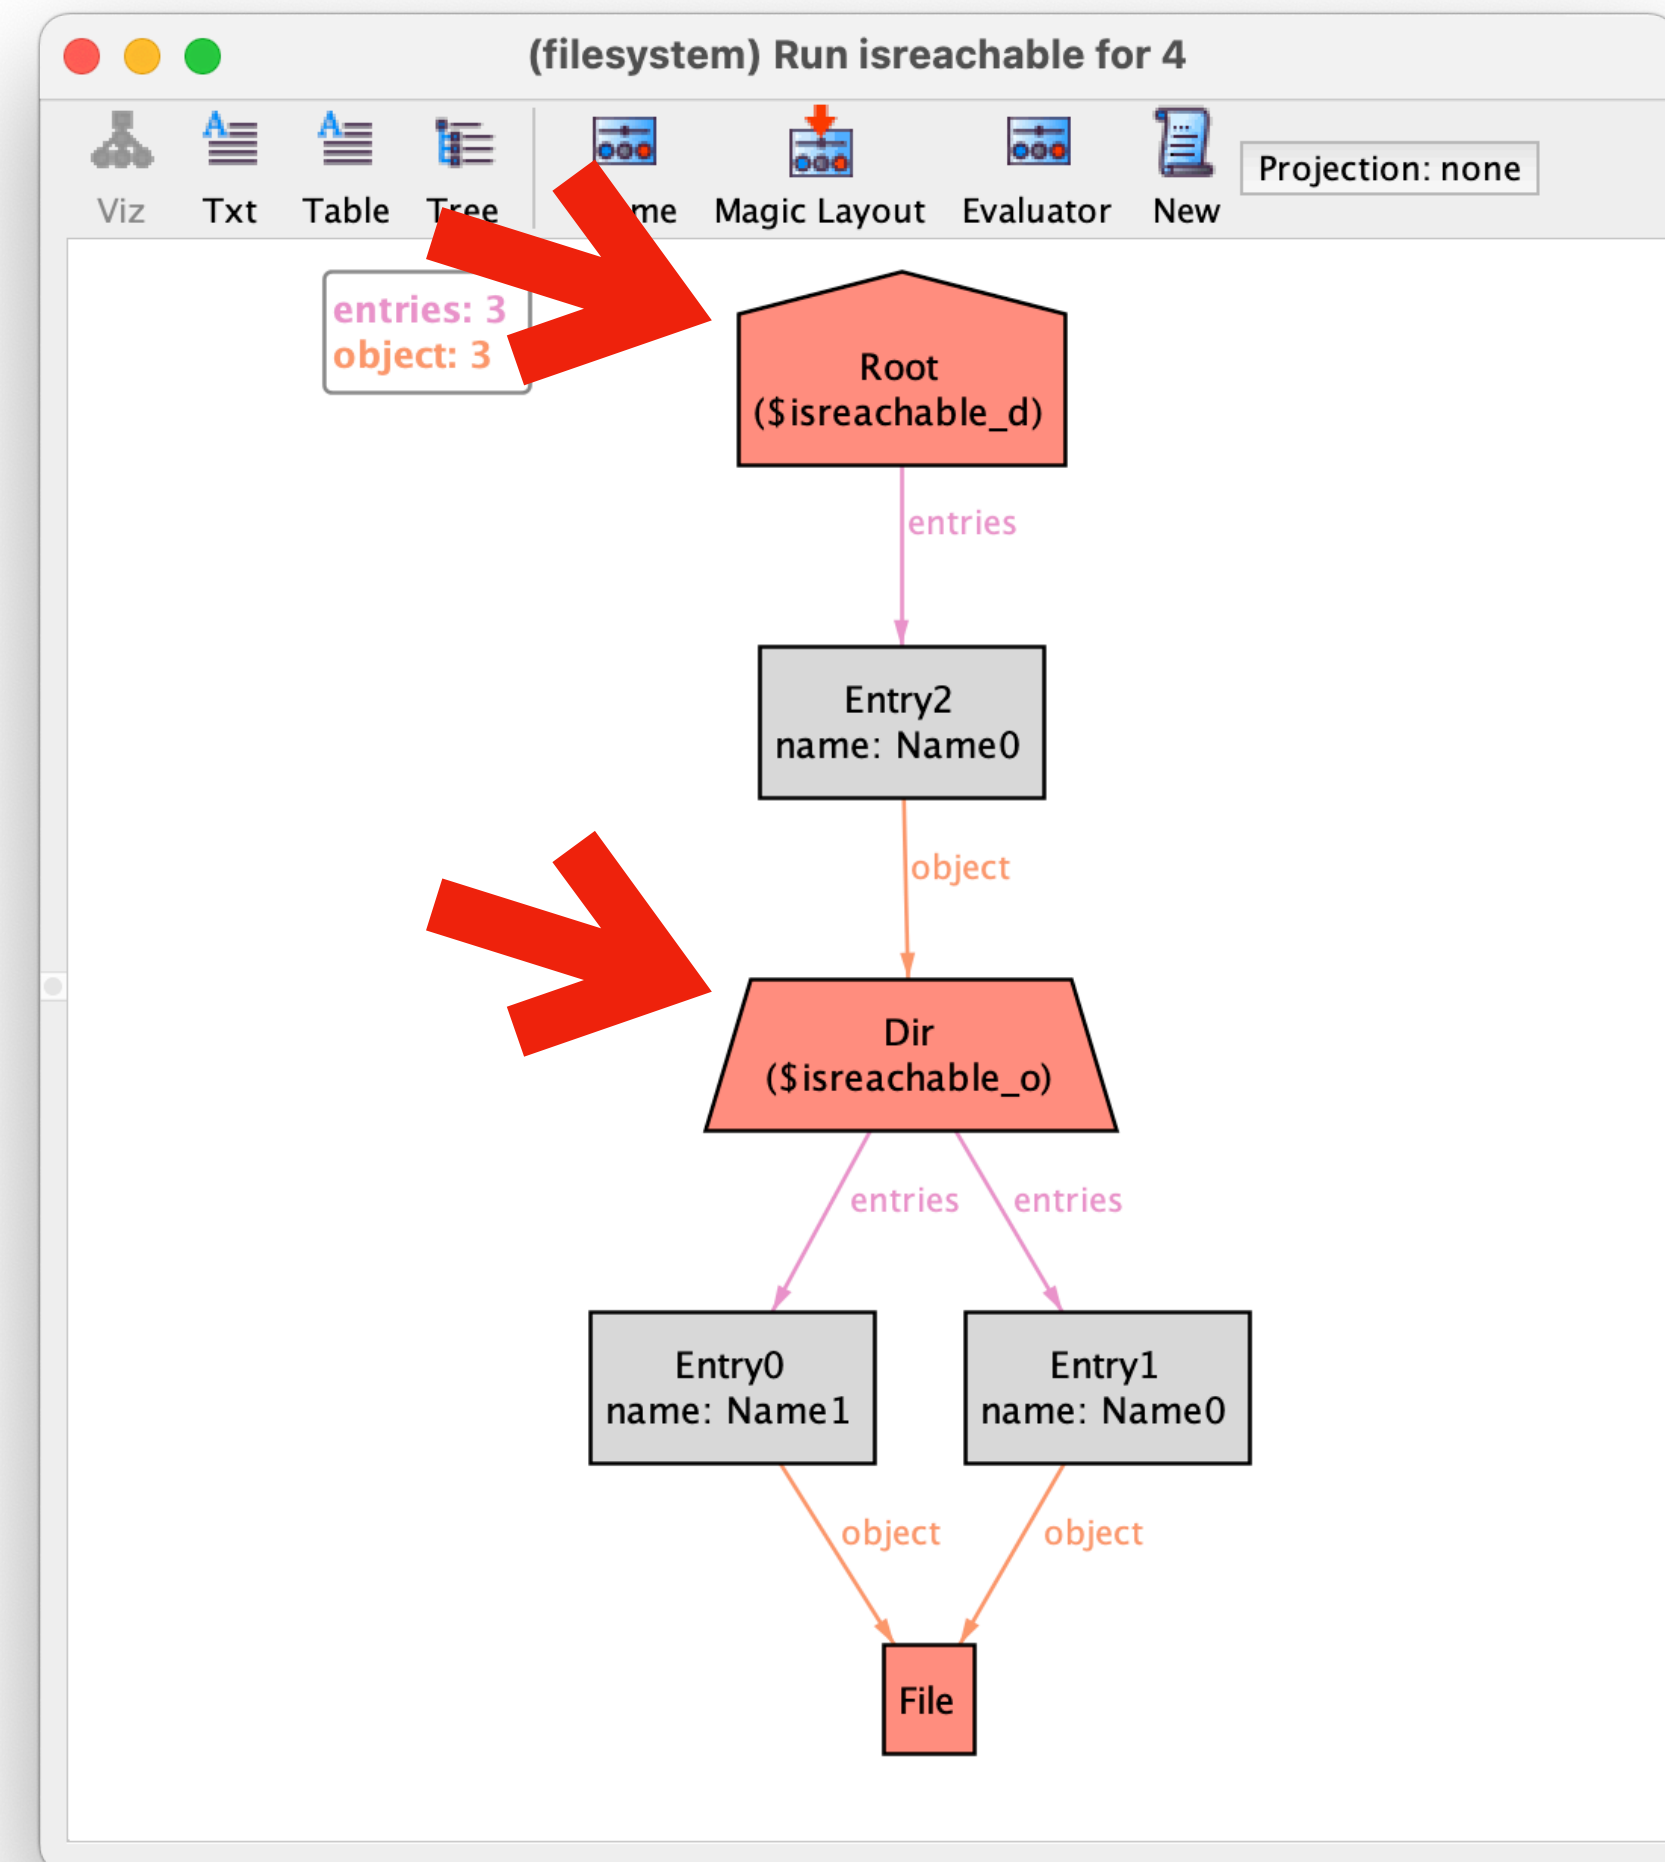 (filesystem) Run isreachable for 4
Viz
Txt
Table
Tree
Magic Layout
Evaluator
New
Projection: none
entries: 3
object: 3
Root
($isreachable_d)
entries
Entry2
name: Name0
object
Dir
($isreachable_o)
entries
entries
Entry0
name: Name1
Entry1
name: Name0
object
object
File